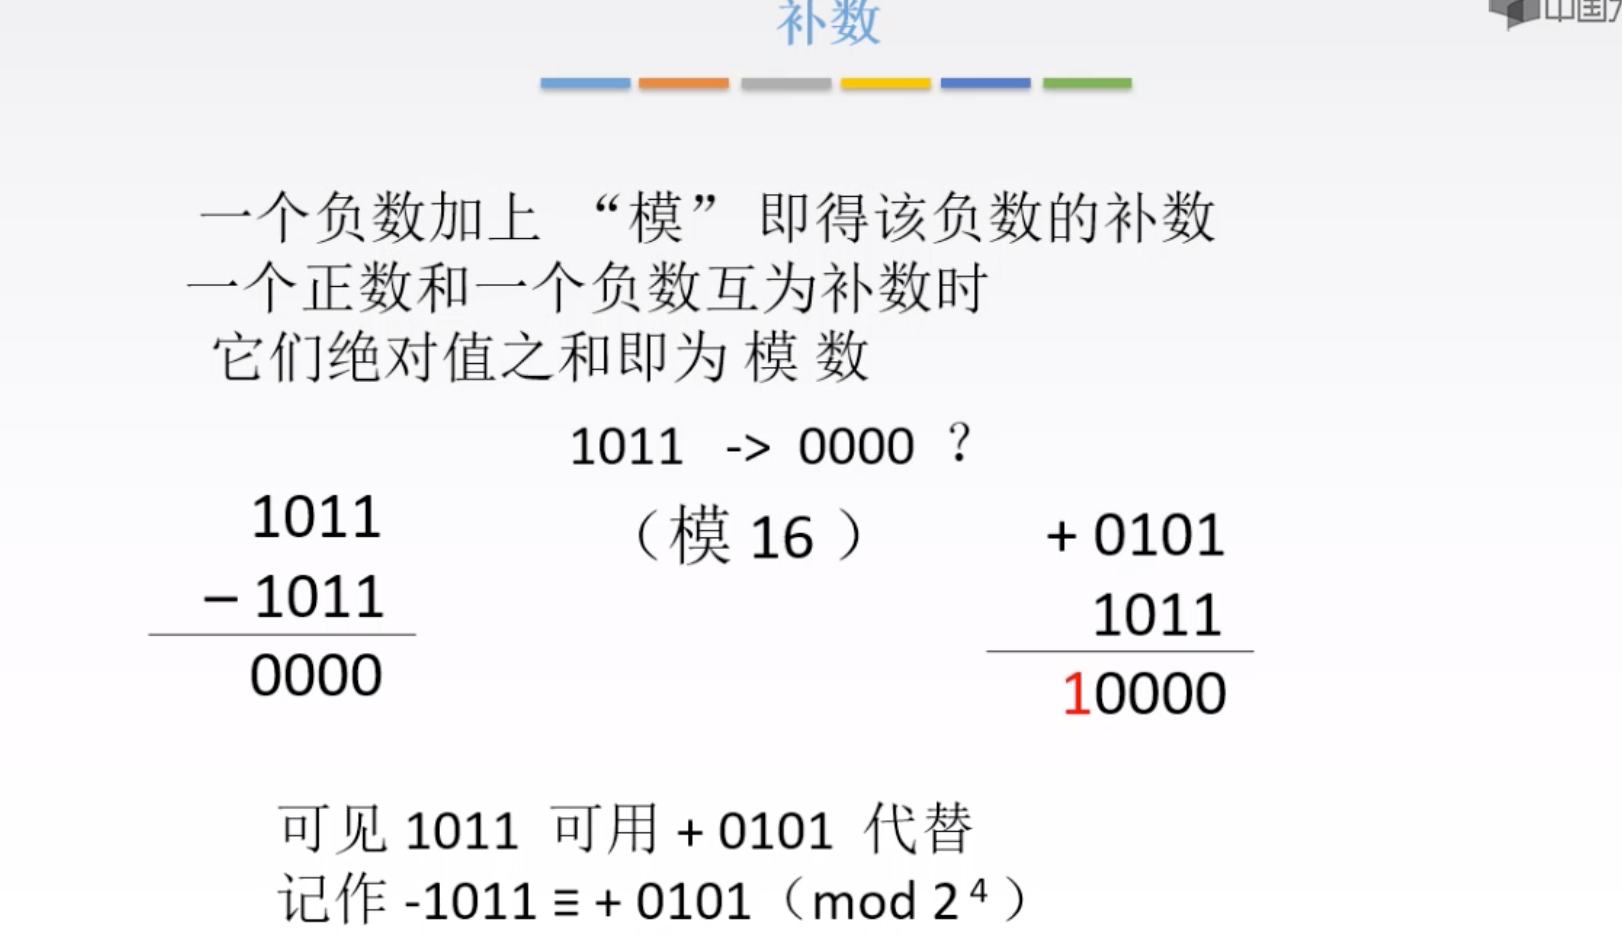 补数
中国
一个负数加上 “模” 即得该负数的补数
一个正数和一个负数互为补数时
它们绝对值之和即为 模 数
1011 -> 0000 ？
（模 16 ）
1011
– 1011
0000
+ 0101
1011
10000
可见 1011 可用 + 0101 代替
记作 -1011 ≡ + 0101（mod 2⁴）